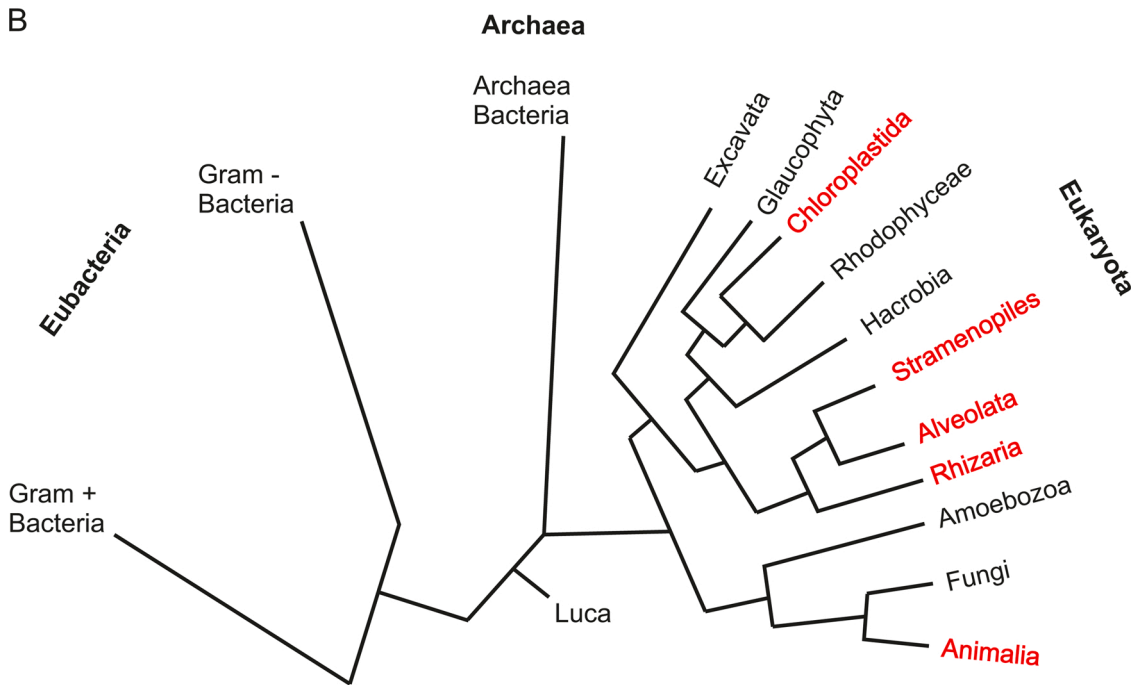 B
Archaea
Archaea
Bacteria
Gram -
Bacteria
Eubacteria
Gram +
Bacteria
Luca
Excavata
Glaucophyta
Chloroplastida
Rhodophyceae
Hacrobia
Stramenopiles
Alveolata
Rhizaria
Amoebozoa
Fungi
Animalia
Eukaryota